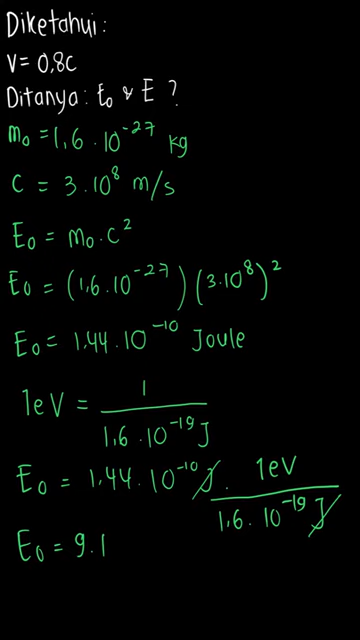 Diketahui:
V = 0,8c
Ditanya: E₀ & E ?
m₀ = 1,6 · 10⁻²⁷ kg
c = 3 · 10⁸ m/s
E₀ = m₀ · c²
E₀ = (1,6 · 10⁻²⁷)(3 · 10⁸)²
E₀ = 1,44 · 10⁻¹⁰ Joule
1eV = 1 / 1,6 · 10⁻¹⁹ J
E₀ = 1,44 · 10⁻¹⁰ J · 1eV / 1,6 · 10⁻¹⁹ J
E₀ = 9 . 1